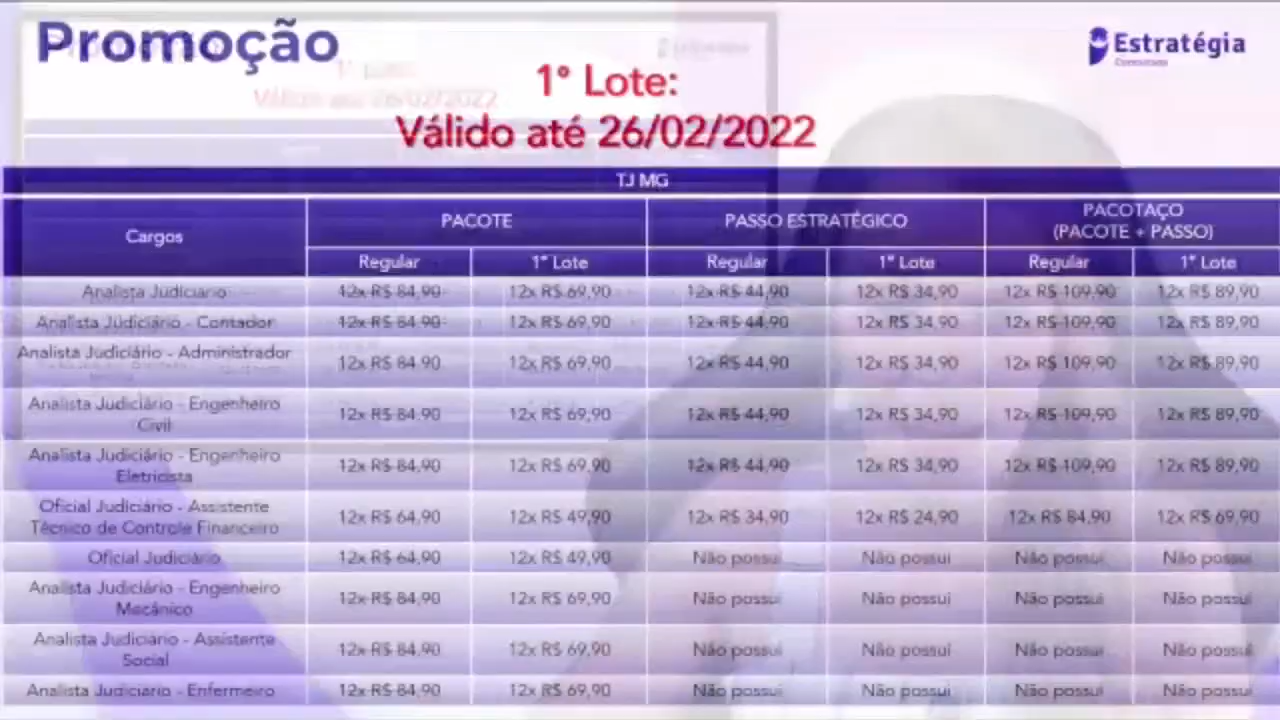 Promoção
Estratégia
Concursos
1° Lote:
Válido até 26/02/2022
TJ MG
Cargos
PACOTE
PASSO ESTRATÉGICO
PACOTAÇO
(PACOTE + PASSO)
Regular 1° Lote Regular 1° Lote Regular 1° Lote
Analista Judiciário 12x R$ 84,90 12x R$ 69,90 12x R$ 44,90 12x R$ 34,90 12x R$ 109,90 12x R$ 89,90
Analista Judiciário - Contador 12x R$ 84,90 12x R$ 69,90 12x R$ 44,90 12x R$ 34,90 12x R$ 109,90 12x R$ 89,90
Analista Judiciário - Administrador 12x R$ 84,90 12x R$ 69,90 12x R$ 44,90 12x R$ 34,90 12x R$ 109,90 12x R$ 89,90
Analista Judiciário - Engenheiro
Civil 12x R$ 84,90 12x R$ 69,90 12x R$ 44,90 12x R$ 34,90 12x R$ 109,90 12x R$ 89,90
Analista Judiciário - Engenheiro
Eletricista 12x R$ 84,90 12x R$ 69,90 12x R$ 44,90 12x R$ 34,90 12x R$ 109,90 12x R$ 89,90
Oficial Judiciário - Assistente
Técnico de Controle Financeiro 12x R$ 64,90 12x R$ 49,90 12x R$ 34,90 12x R$ 24,90 12x R$ 84,90 12x R$ 69,90
Oficial Judiciário 12x R$ 64,90 12x R$ 49,90 Não possui Não possui Não possui Não possui
Analista Judiciário - Engenheiro
Mecânico 12x R$ 84,90 12x R$ 69,90 Não possui Não possui Não possui Não possui
Analista Judiciário - Assistente
Social 12x R$ 84,90 12x R$ 69,90 Não possui Não possui Não possui Não possui
Analista Judiciário - Enfermeiro 12x R$ 84,90 12x R$ 69,90 Não possui Não possui Não possui Não possui